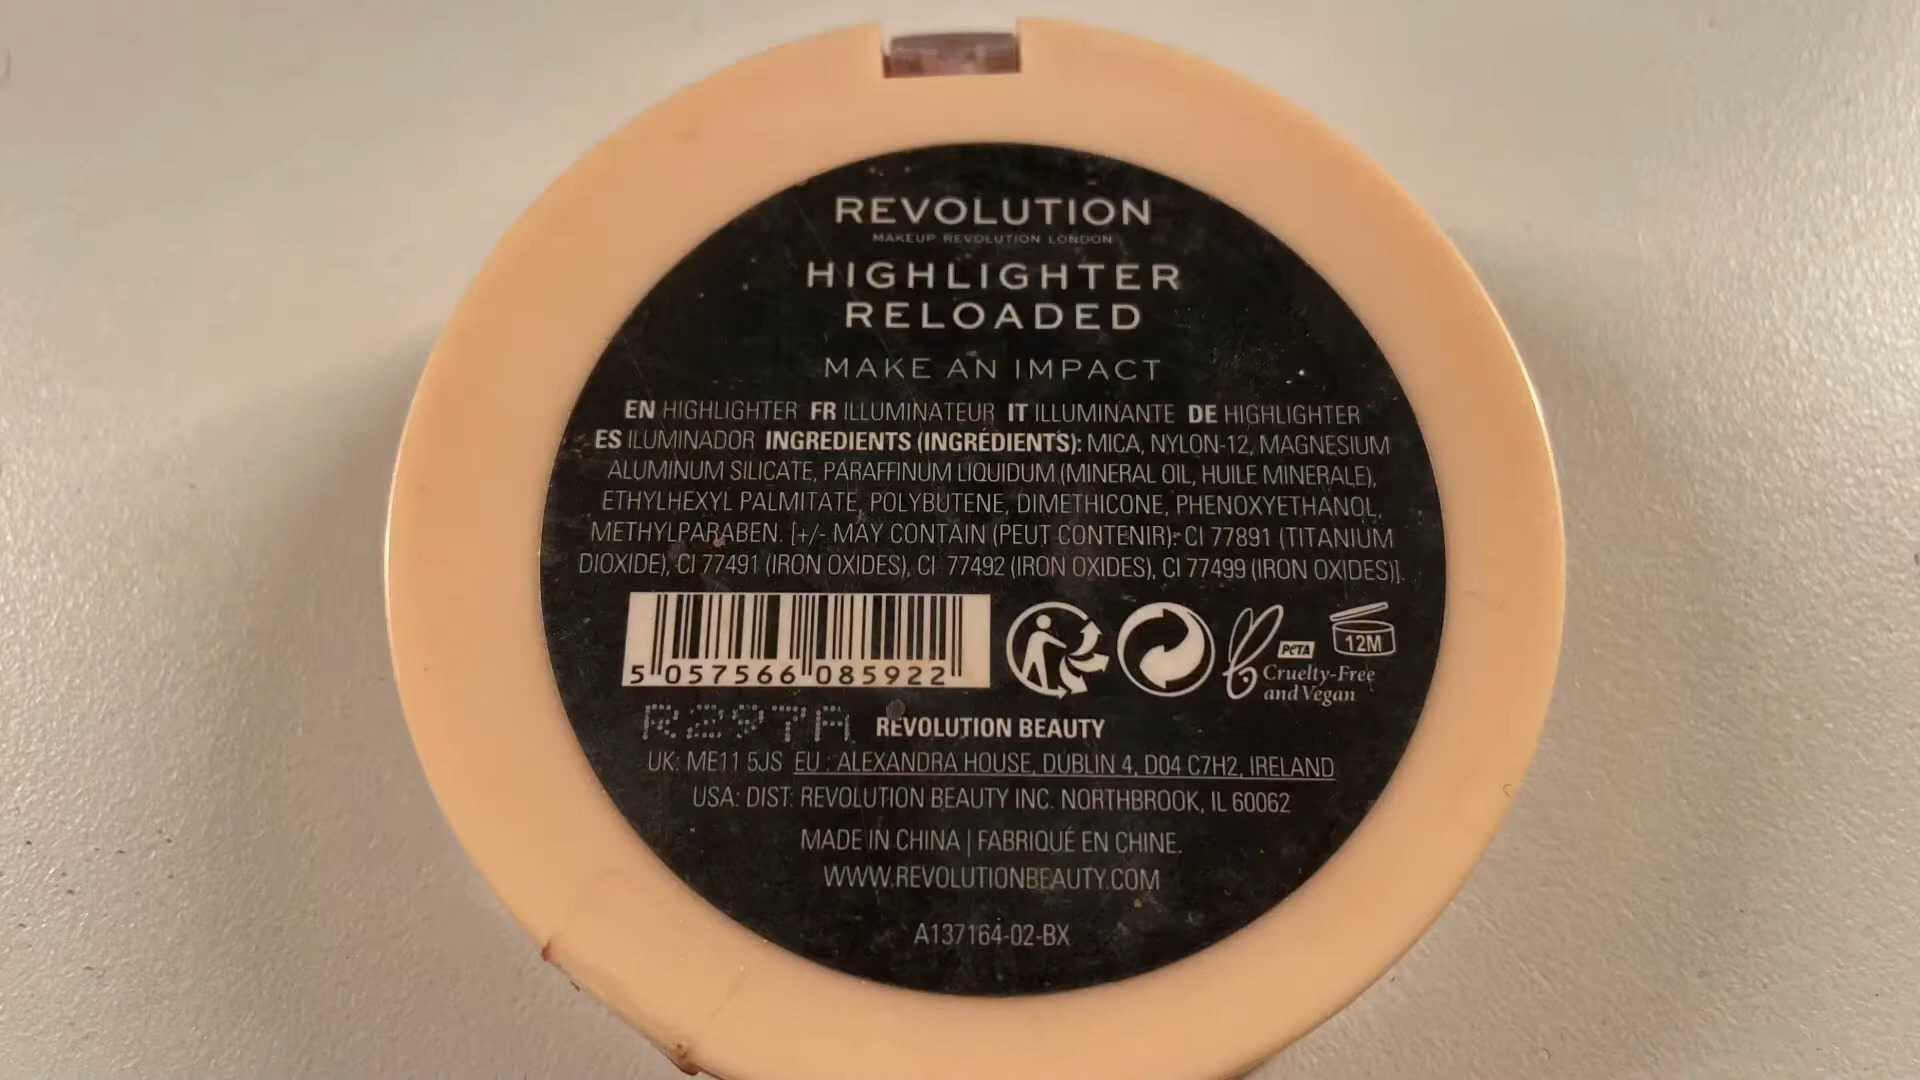 REVOLUTION
MAKEUP REVOLUTION LONDON
HIGHLIGHTER
RELOADED
MAKE AN IMPACT
EN HIGHLIGHTER FR ILLUMINATEUR IT ILLUMINANTE DE HIGHLIGHTER
ES ILUMINADOR INGREDIENTS (INGRÉDIENTS): MICA, NYLON-12, MAGNESIUM
ALUMINUM SILICATE, PARAFFINUM LIQUIDUM (MINERAL OIL, HUILE MINERALE),
ETHYLHEXYL PALMITATE, POLYBUTENE, DIMETHICONE, PHENOXYETHANOL,
METHYLPARABEN. [+/- MAY CONTAIN (PEUT CONTENIR): CI 77891 (TITANIUM
DIOXIDE), CI 77491 (IRON OXIDES), CI 77492 (IRON OXIDES), CI 77499 (IRON OXIDES)].
5 057566 085922
PETA
Cruelty-Free
and Vegan
12M
R297A REVOLUTION BEAUTY
UK: ME11 5JS EU : ALEXANDRA HOUSE, DUBLIN 4, D04 C7H2, IRELAND
USA: DIST: REVOLUTION BEAUTY INC. NORTHBROOK, IL 60062
MADE IN CHINA | FABRIQUÉ EN CHINE.
WWW.REVOLUTIONBEAUTY.COM
A137164-02-BX